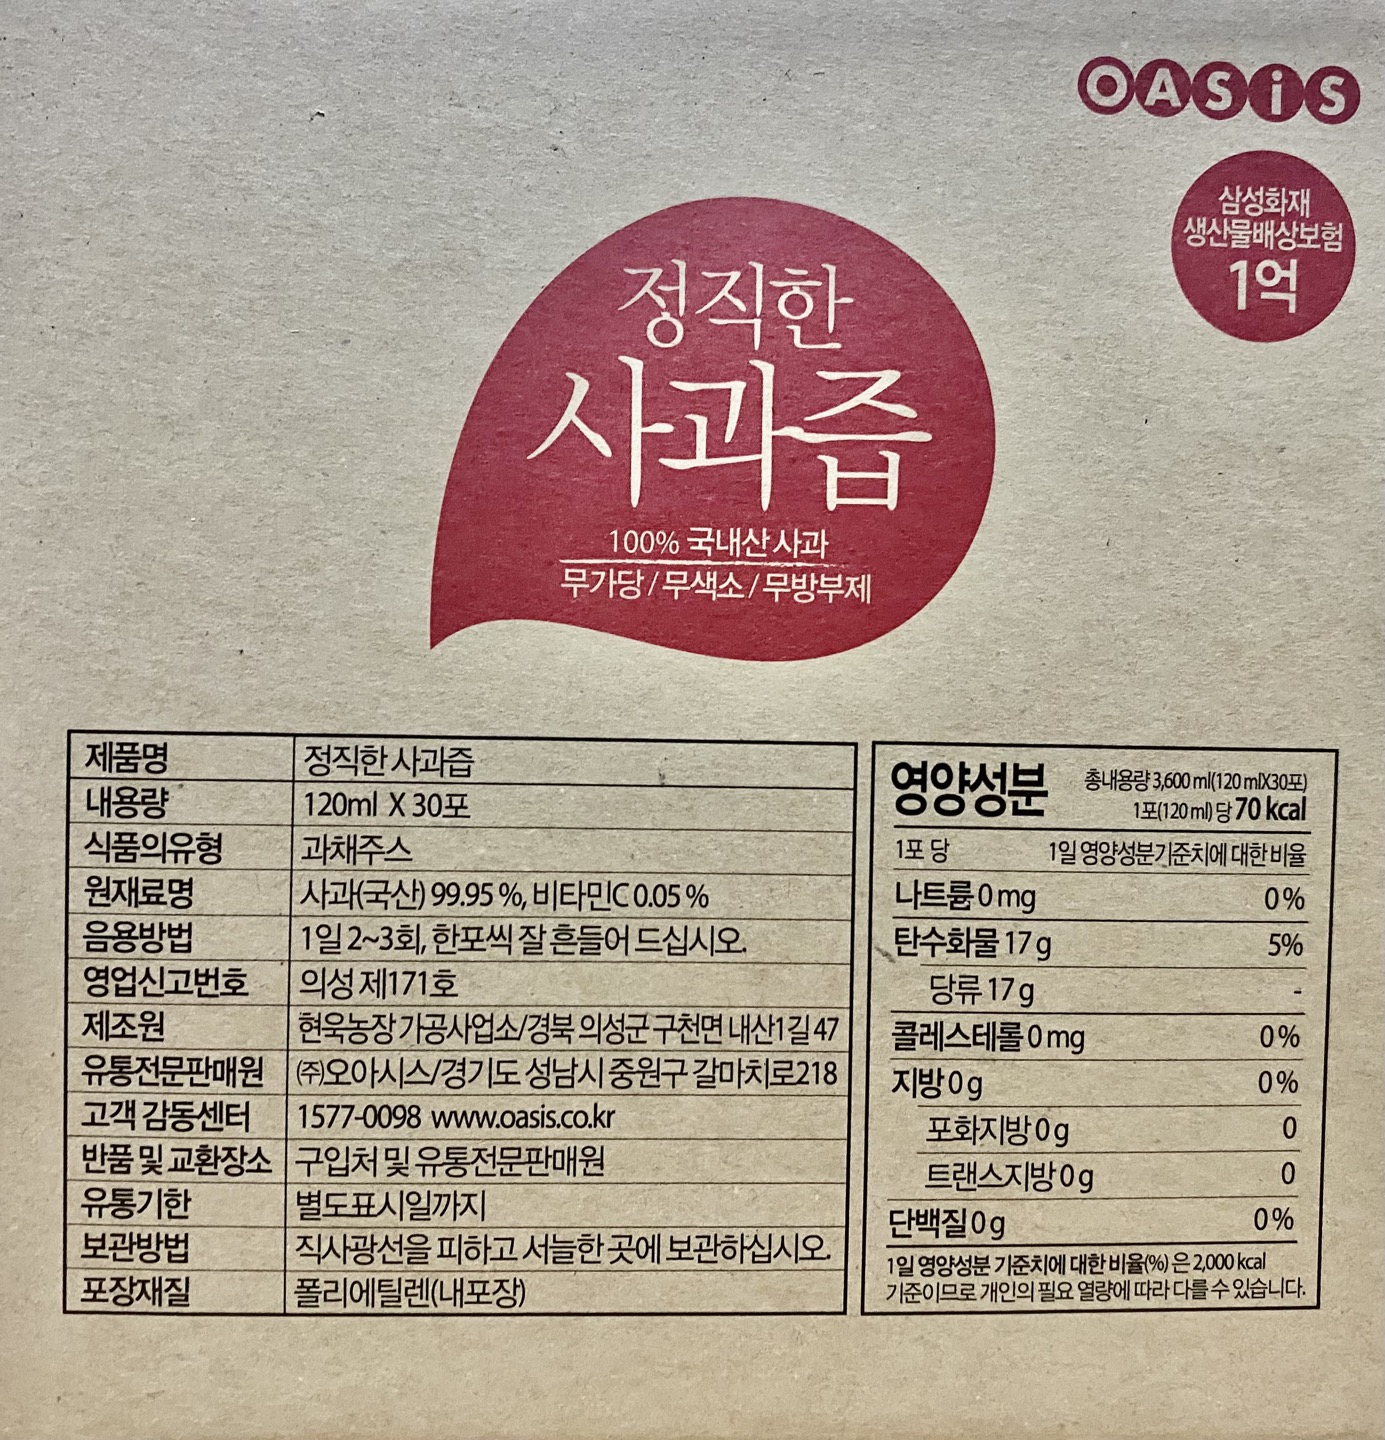 OASiS
삼성화재
생산물배상보험
1억
정직한
사과즙
100% 국내산 사과
무가당 / 무색소 / 무방부제
제품명 정직한 사과즙
내용량 120ml X 30포
식품의유형 과채주스
원재료명 사과(국산) 99.95 %, 비타민C 0.05 %
음용방법 1일 2~3회, 한포씩 잘 흔들어 드십시오.
영업신고번호 의성 제171호
제조원 현욱농장 가공사업소/경북 의성군 구천면 내산1길 47
유통전문판매원 ㈜오아시스/경기도 성남시 중원구 갈마치로218
고객 감동센터 1577-0098 www.oasis.co.kr
반품 및 교환장소 구입처 및 유통전문판매원
유통기한 별도표시일까지
보관방법 직사광선을 피하고 서늘한 곳에 보관하십시오.
포장재질 폴리에틸렌(내포장)
영양성분 총내용량 3,600 ml(120 mlX30포)
1포(120 ml) 당 70 kcal
1포 당 1일 영양성분기준치에 대한 비율
나트륨 0 mg 0 %
탄수화물 17 g 5%
당류 17 g -
콜레스테롤 0 mg 0 %
지방 0 g 0 %
포화지방 0 g 0
트랜스지방 0 g 0
단백질 0 g 0 %
1일 영양성분 기준치에 대한 비율(%) 은 2,000 kcal
기준이므로 개인의 필요 열량에 따라 다를 수 있습니다.